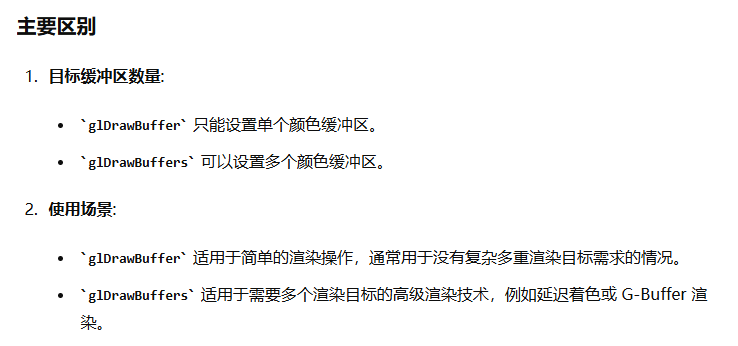 主要区别
1. 目标缓冲区数量:
• `glDrawBuffer` 只能设置单个颜色缓冲区。
• `glDrawBuffers` 可以设置多个颜色缓冲区。
2. 使用场景:
• `glDrawBuffer` 适用于简单的渲染操作，通常用于没有复杂多重渲染目标需求的情况。
• `glDrawBuffers` 适用于需要多个渲染目标的高级渲染技术，例如延迟着色或 G-Buffer 渲
染。